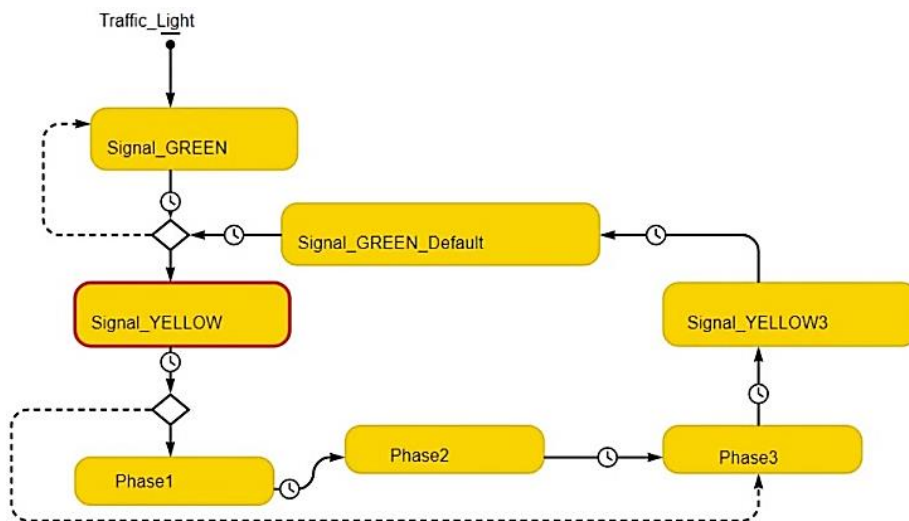 Traffic_Light
Signal_GREEN
Signal_GREEN_Default
Signal_YELLOW
Signal_YELLOW3
Phase1
Phase2
Phase3